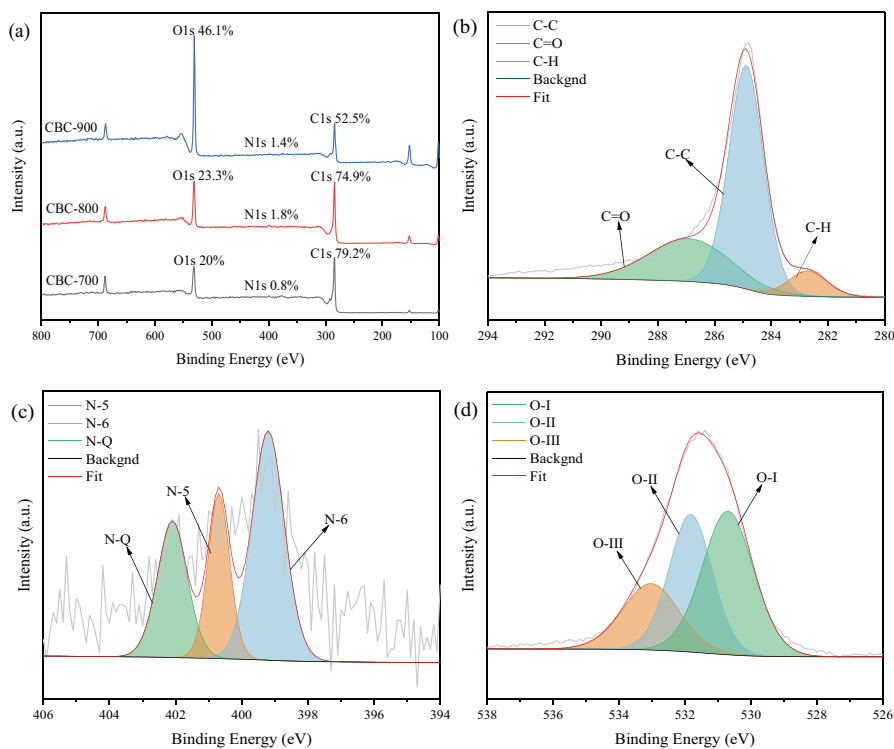 (a)
O1s 46.1%
C1s 52.5%
CBC-900
N1s 1.4%
O1s 23.3%
C1s 74.9%
CBC-800
N1s 1.8%
C1s 79.2%
O1s 20%
CBC-700
N1s 0.8%
Intensity (a.u.)
800 700 600 500 400 300 200 100
Binding Energy (eV)
(b)
C-C
C=O
C-H
Backgnd
Fit
C-C
C=O
C-H
Intensity (a.u.)
294 292 290 288 286 284 282 280
Binding Energy (eV)
(c)
N-5
N-6
N-Q
Backgnd
Fit
N-5
N-6
N-Q
Intensity (a.u.)
406 404 402 400 398 396 394
Binding Energy (eV)
(d)
O-I
O-II
O-III
Backgnd
Fit
O-II
O-I
O-III
Intensity (a.u.)
538 536 534 532 530 528 526
Binding Energy (eV)